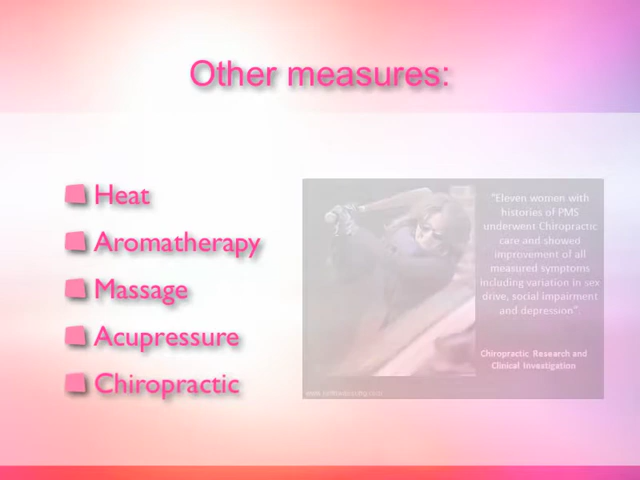 Other measures:
Heat
Aromatherapy
Massage
Acupressure
Chiropractic
"Eleven women with
histories of PMS
underwent Chiropractic
care and showed
improvement of all
measured symptoms
including variation in sex
drive, social impairment
and depression".
Chiropractic Research and
Clinical Investigation